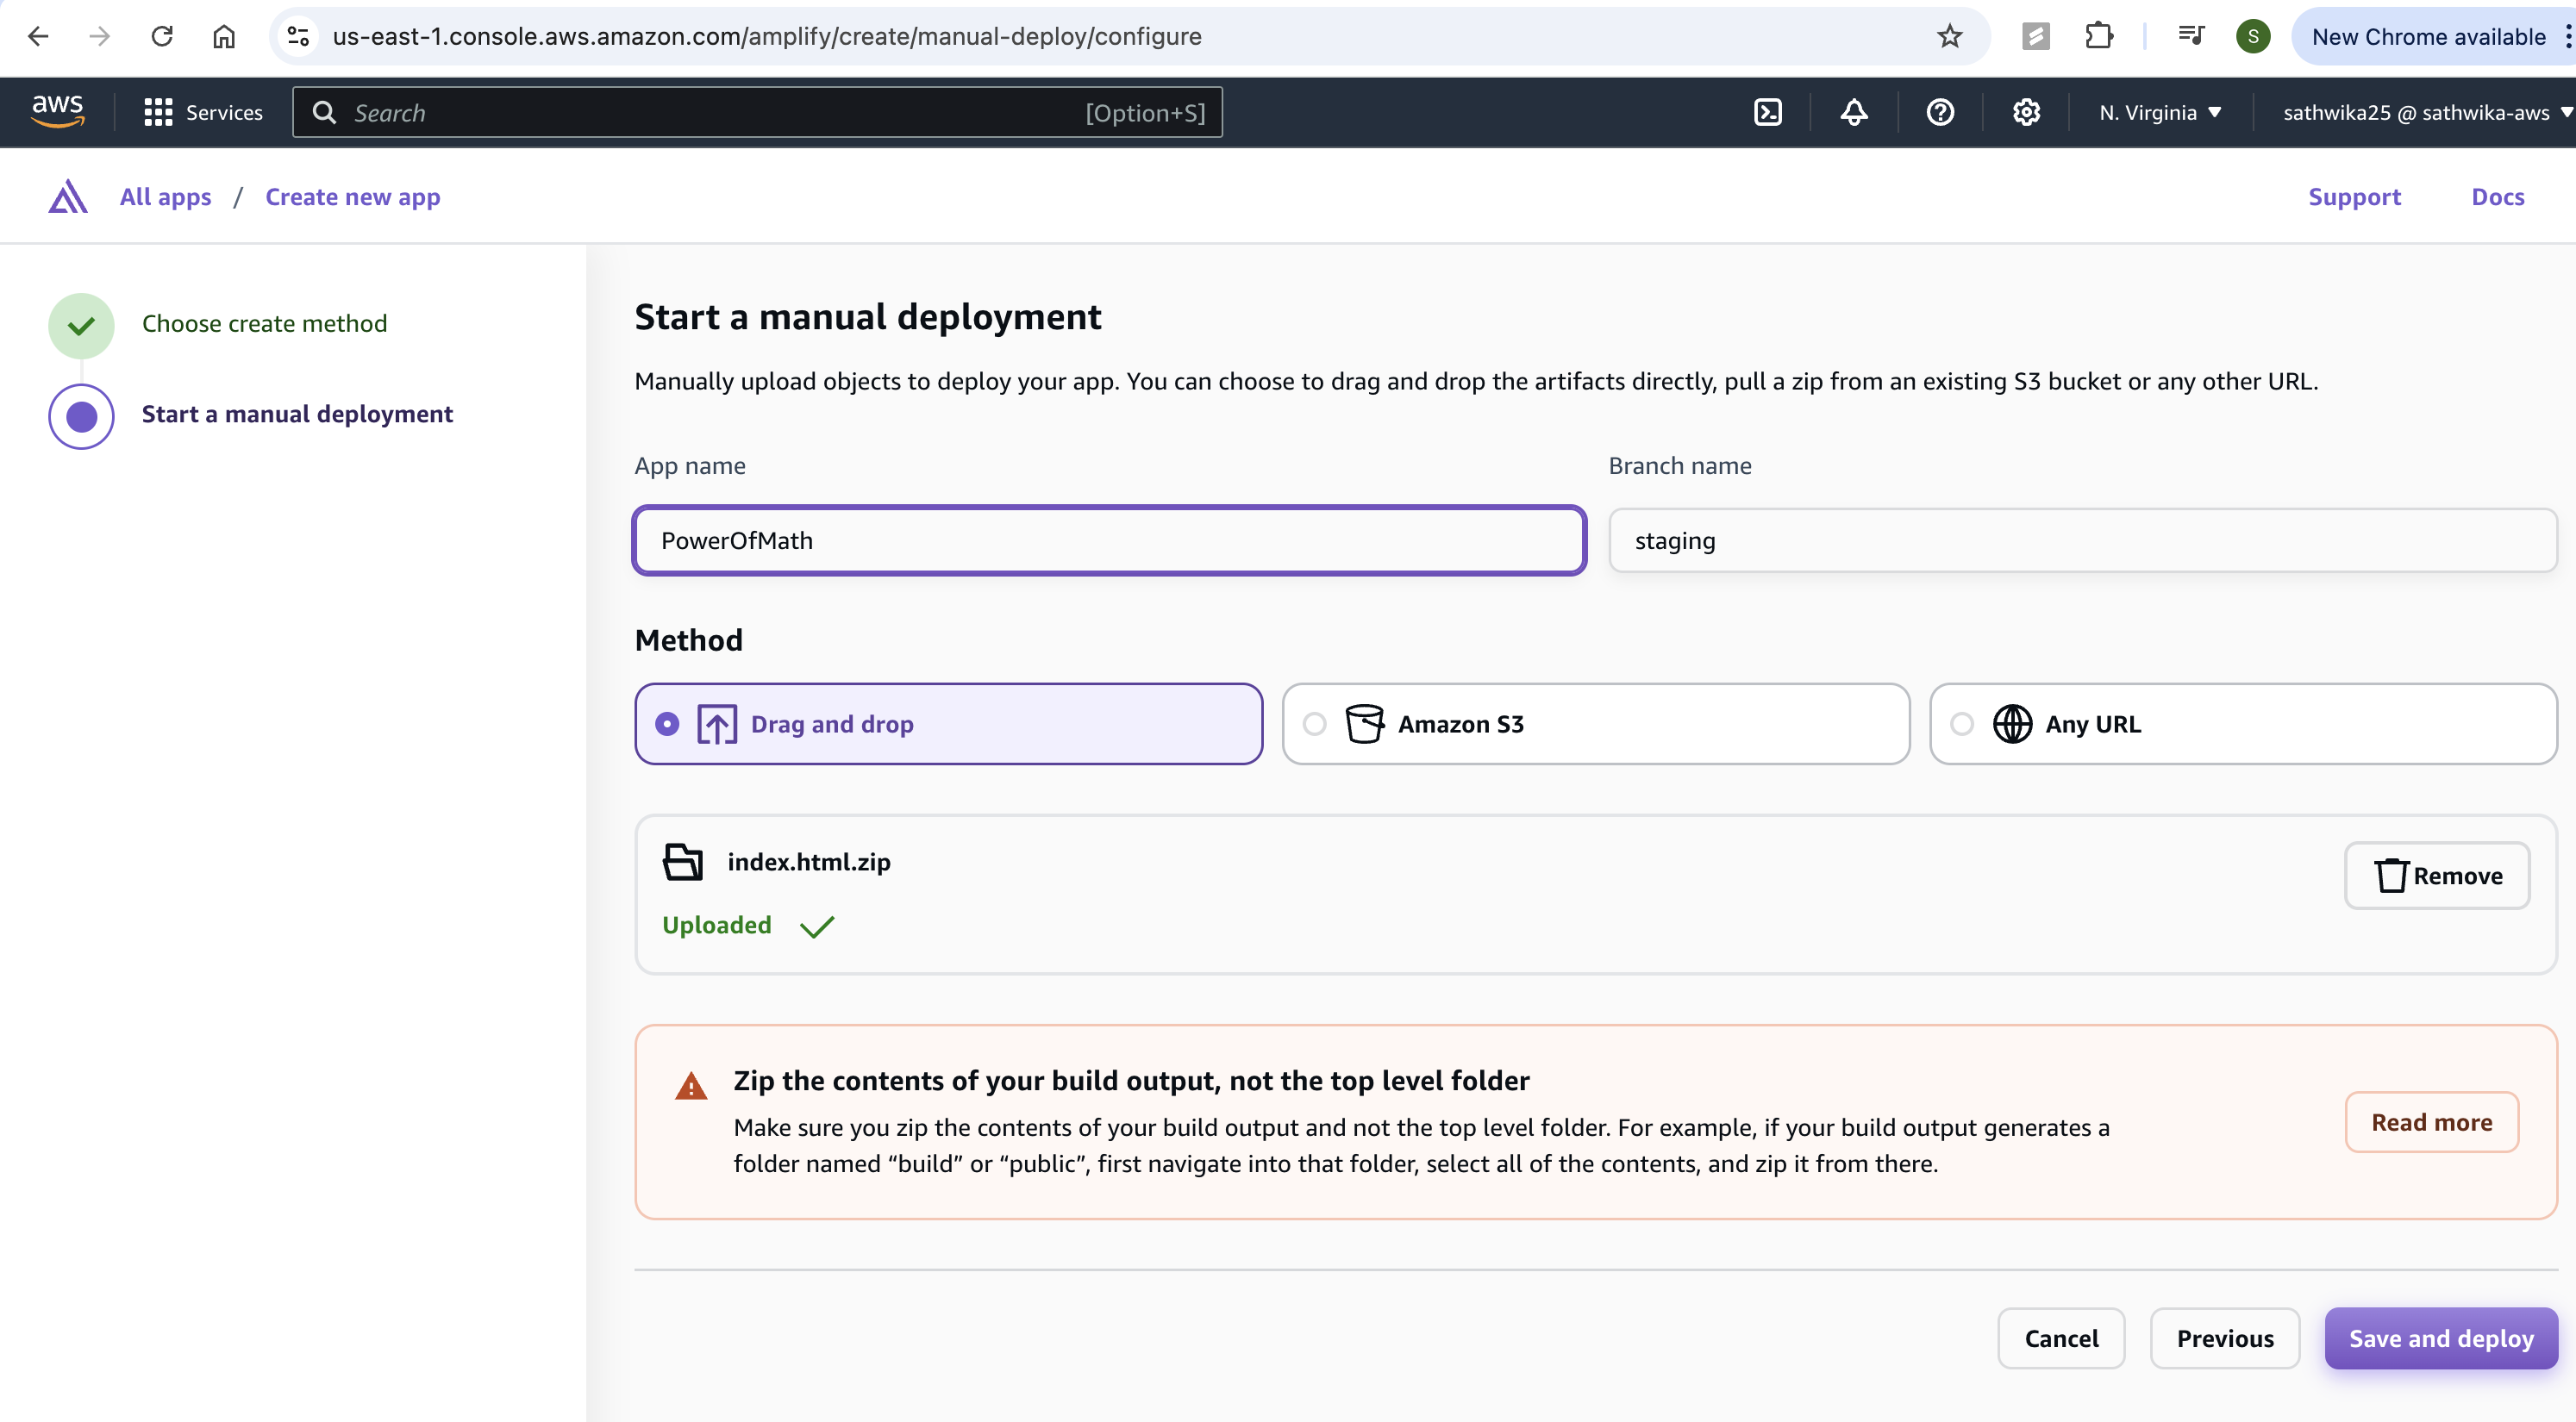 us-east-1.console.aws.amazon.com/amplify/create/manual-deploy/configure
S
New Chrome available
aws
Services
Search
[Option+S]
N. Virginia
sathwika25 @ sathwika-aws
All apps / Create new app
Support
Docs
Choose create method
Start a manual deployment
Start a manual deployment
Manually upload objects to deploy your app. You can choose to drag and drop the artifacts directly, pull a zip from an existing S3 bucket or any other URL.
App name
Branch name
PowerOfMath
staging
Method
Drag and drop
Amazon S3
Any URL
index.html.zip
Remove
Uploaded
Zip the contents of your build output, not the top level folder
Make sure you zip the contents of your build output and not the top level folder. For example, if your build output generates a
folder named “build” or “public”, first navigate into that folder, select all of the contents, and zip it from there.
Read more
Cancel
Previous
Save and deploy